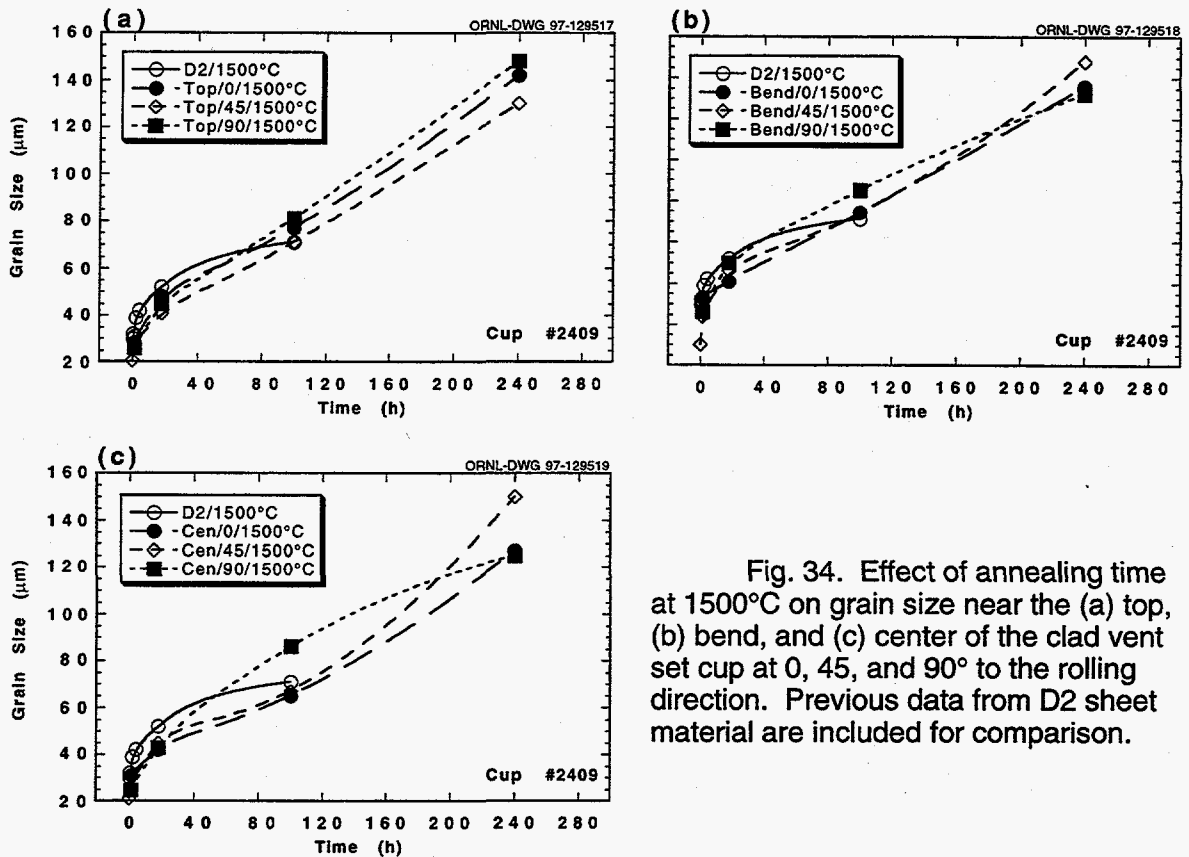 (a)
ORNL-DWG 97-129517
160
140
120
100
80
60
40
20
Grain Size (μm)
D2/1500°C
Top/0/1500°C
Top/45/1500°C
Top/90/1500°C
Cup #2409
0 40 80 120 160 200 240 280
Time (h)
(b)
ORNL-DWG 97-129518
D2/1500°C
Bend/0/1500°C
Bend/45/1500°C
Bend/90/1500°C
Cup #2409
0 40 80 120 160 200 240 280
Time (h)
(c)
ORNL-DWG 97-129519
160
140
120
100
80
60
40
20
Grain Size (μm)
D2/1500°C
Cen/0/1500°C
Cen/45/1500°C
Cen/90/1500°C
Cup #2409
0 40 80 120 160 200 240 280
Time (h)
Fig. 34. Effect of annealing time
at 1500°C on grain size near the (a) top,
(b) bend, and (c) center of the clad vent
set cup at 0, 45, and 90° to the rolling
direction. Previous data from D2 sheet
material are included for comparison.